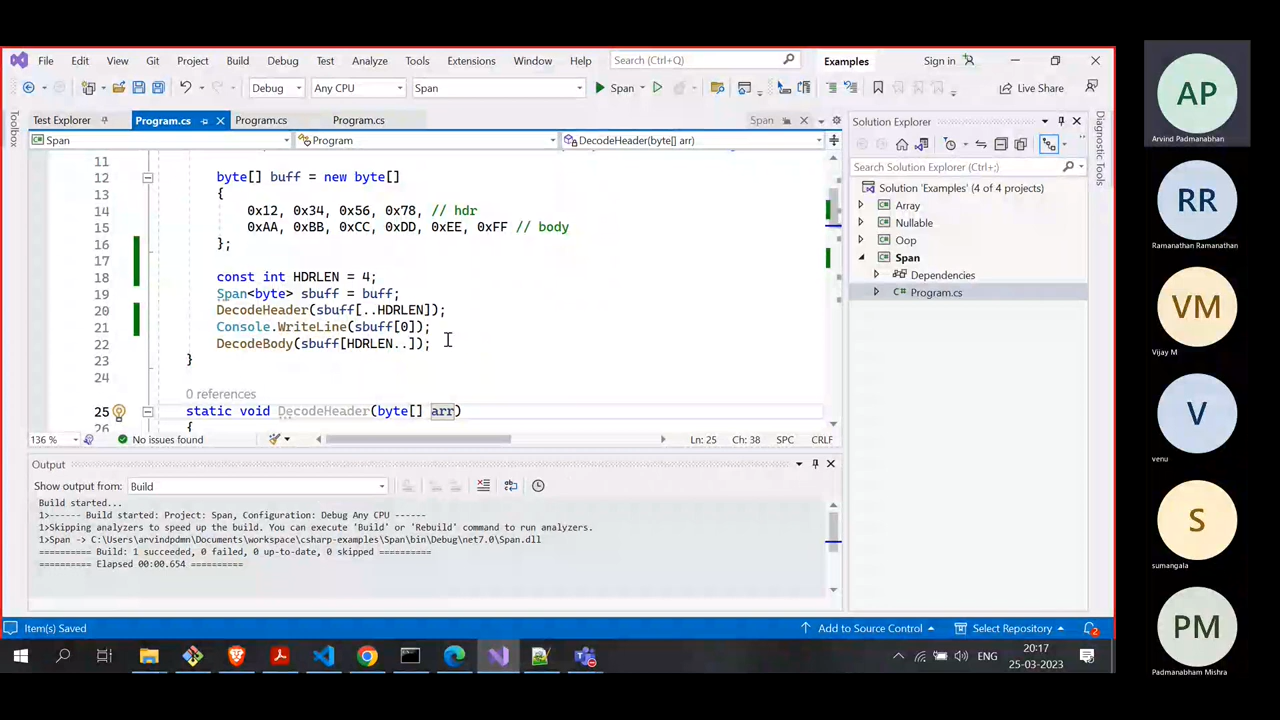 File Edit View Git Project Build Debug Test Analyze Tools Extensions Window Help Search (Ctrl+Q) Examples Sign in
Debug Any CPU Span Span Live Share
Test Explorer Program.cs Program.cs Program.cs Span
Span Program DecodeHeader(byte[] arr)
11
12 byte[] buff = new byte[]
13 {
14 0x12, 0x34, 0x56, 0x78, // hdr
15 0xAA, 0xBB, 0xCC, 0xDD, 0xEE, 0xFF // body
16 };
17
18 const int HDRLEN = 4;
19 Span<byte> sbuff = buff;
20 DecodeHeader(sbuff[..HDRLEN]);
21 Console.WriteLine(sbuff[0]);
22 DecodeBody(sbuff[HDRLEN..]);
23 }
24
0 references
25 static void DecodeHeader(byte[] arr)
26 {
136 % No issues found Ln: 25 Ch: 38 SPC CRLF
Output
Show output from: Build
Build started...
1>------ Build started: Project: Span, Configuration: Debug Any CPU ------
1>Skipping analyzers to speed up the build. You can execute 'Build' or 'Rebuild' command to run analyzers.
1>Span -> C:\Users\arvindpdmn\Documents\workspace\csharp-examples\Span\bin\Debug\net7.0\Span.dll
========== Build: 1 succeeded, 0 failed, 0 up-to-date, 0 skipped ==========
========== Elapsed 00:00.654 ==========
Toolbox
Solution Explorer
Search Solution Explorer (Ctrl+;)
Solution 'Examples' (4 of 4 projects)
Array
Nullable
Oop
Span
Dependencies
Program.cs
Diagnostic Tools
Item(s) Saved Add to Source Control Select Repository 2
ENG
20:17
25-03-2023
AP
Arvind Padmanabhan
RR
Ramanathan Ramanathan
VM
Vijay M
V
venu
S
sumangala
PM
Padmanabham Mishra